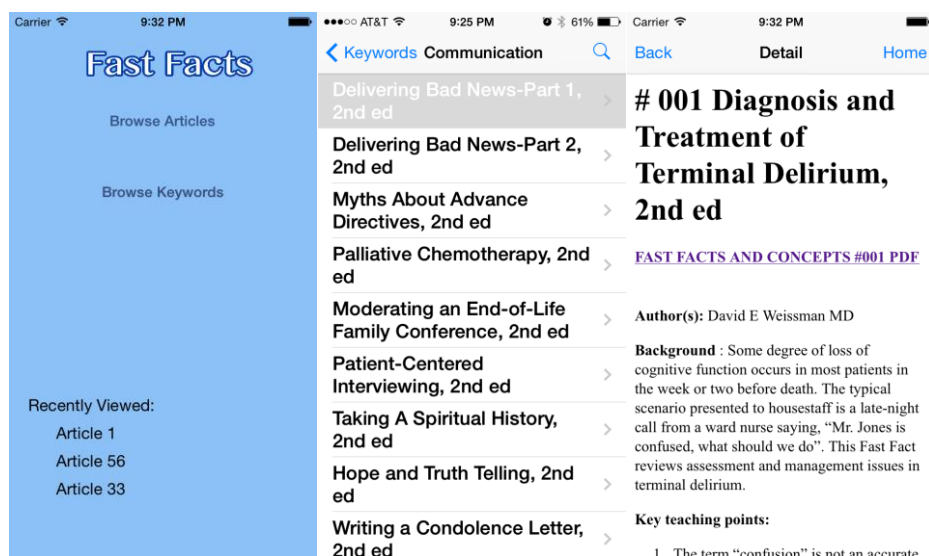 Carrier 9:32 PM
Fast Facts
Browse Articles
Browse Keywords
Recently Viewed:
Article 1
Article 56
Article 33
AT&T 9:25 PM 61%
Keywords Communication
Delivering Bad News-Part 1,
2nd ed
Delivering Bad News-Part 2,
2nd ed
Myths About Advance
Directives, 2nd ed
Palliative Chemotherapy, 2nd
ed
Moderating an End-of-Life
Family Conference, 2nd ed
Patient-Centered
Interviewing, 2nd ed
Taking A Spiritual History,
2nd ed
Hope and Truth Telling, 2nd
ed
Writing a Condolence Letter,
2nd ed
Carrier 9:32 PM
Back Detail Home
# 001 Diagnosis and
Treatment of
Terminal Delirium,
2nd ed
FAST FACTS AND CONCEPTS #001 PDF
Author(s): David E Weissman MD
Background : Some degree of loss of
cognitive function occurs in most patients in
the week or two before death. The typical
scenario presented to housestaff is a late-night
call from a ward nurse saying, “Mr. Jones is
confused, what should we do”. This Fast Fact
reviews assessment and management issues in
terminal delirium.
Key teaching points:
1. The term “confusion” is not an accurate